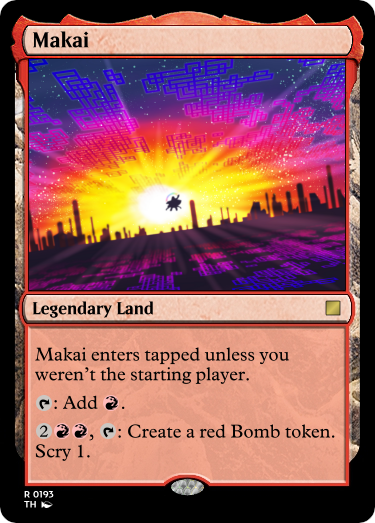 Makai
Legendary Land
Makai enters tapped unless you
weren't the starting player.
: Add R.
2RR, : Create a red Bomb token.
Scry 1.
R 0193
TH